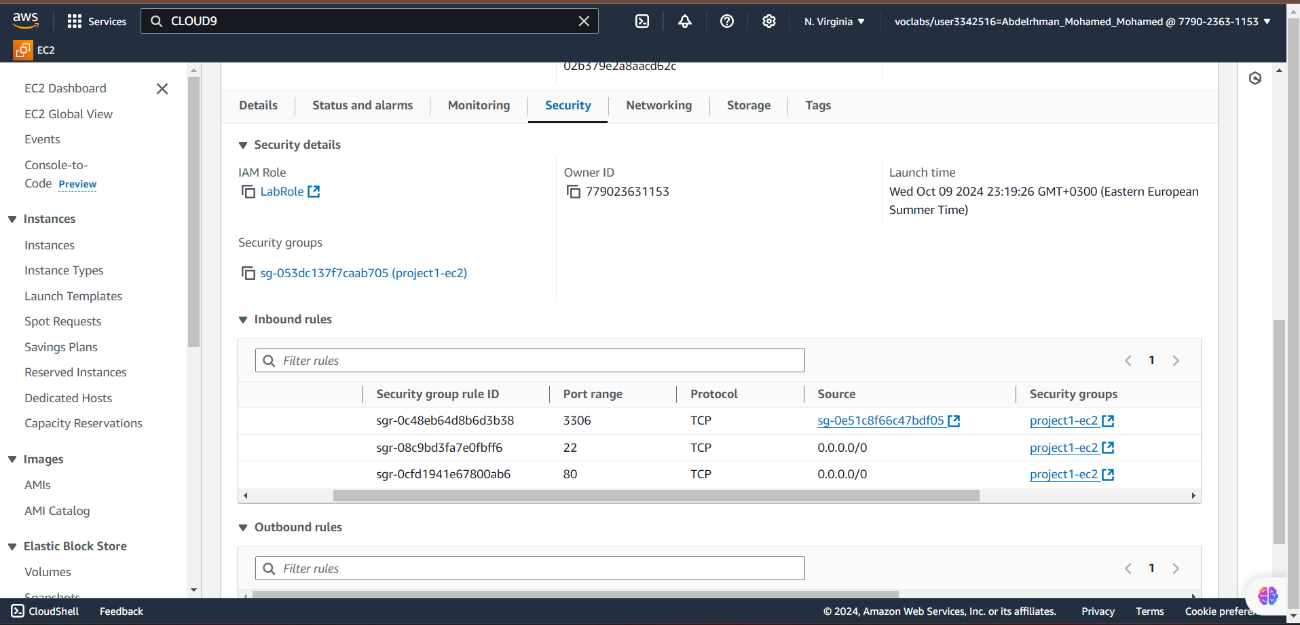 aws
Services
CLOUD9
N. Virginia
voclabs/user3342516=Abdelrhman_Mohamed_Mohamed @ 7790-2363-1153
EC2
EC2 Dashboard
EC2 Global View
Events
Console-to-
Code Preview
Instances
Instances
Instance Types
Launch Templates
Spot Requests
Savings Plans
Reserved Instances
Dedicated Hosts
Capacity Reservations
Images
AMIs
AMI Catalog
Elastic Block Store
Volumes
Snapshots
02b379e2a8aacd62c
Details Status and alarms Monitoring Security Networking Storage Tags
Security details
IAM Role
LabRole
Owner ID
779023631153
Launch time
Wed Oct 09 2024 23:19:26 GMT+0300 (Eastern European
Summer Time)
Security groups
sg-053dc137f7caab705 (project1-ec2)
Inbound rules
Filter rules
1
Security group rule ID Port range Protocol Source Security groups
sgr-0c48eb64d8b6d3b38 3306 TCP sg-0e51c8f66c47bdf05 project1-ec2
sgr-08c9bd3fa7e0fbff6 22 TCP 0.0.0.0/0 project1-ec2
sgr-0cfd1941e67800ab6 80 TCP 0.0.0.0/0 project1-ec2
Outbound rules
Filter rules
1
CloudShell Feedback
© 2024, Amazon Web Services, Inc. or its affiliates. Privacy Terms Cookie prefere